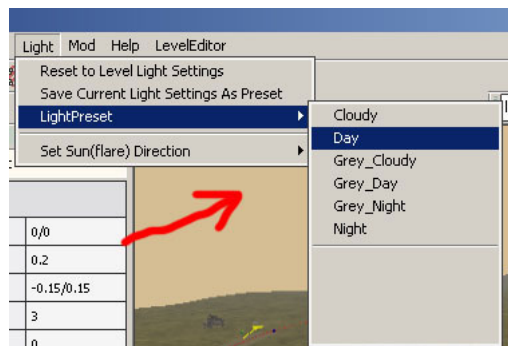 Light Mod Help LevelEditor
Reset to Level Light Settings
Save Current Light Settings As Preset
LightPreset
Set Sun(flare) Direction
Cloudy
Day
Grey_Cloudy
Grey_Day
Grey_Night
Night
0/0
0.2
-0.15/0.15
3
0